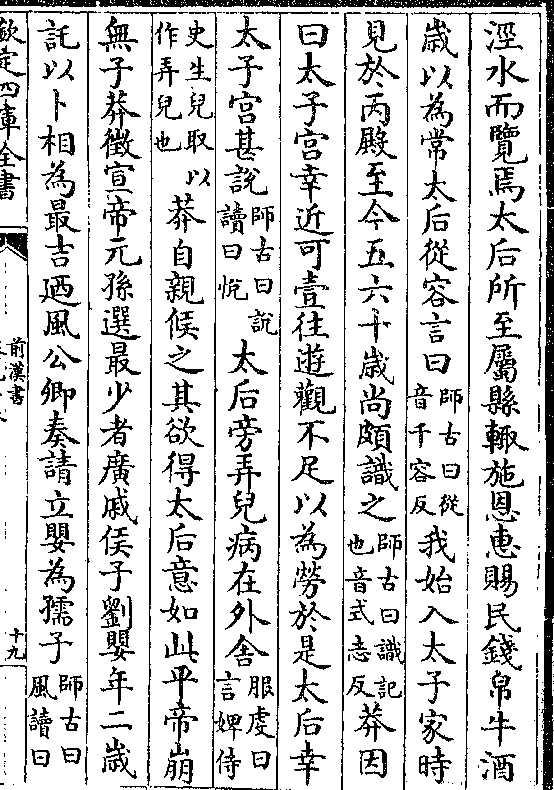 涇水而覽焉太后所至屬縣輙施恩惠賜民錢帛牛酒
歲以為常太后從容言曰師古曰從音千容反我始入太子家時
見於丙殿至今五六十歲尚頗識之師古曰識記也音式志反莽因
曰太子宫幸近可壹往遊觀不足以為勞於是太后幸
太子宫甚說師古曰說讀曰悅太后旁弄兒病在外舍服虔曰言婢侍
史生兒取以作弄兒也莽自親候之其欲得太后意如此平帝崩
無子莽徵宣帝元孫選最少者廣戚侯子劉嬰年二歲
託以卜相為最吉廼風公卿奏請立嬰為孺子師古曰風讀曰
欽定四庫全書
前漢書
十九